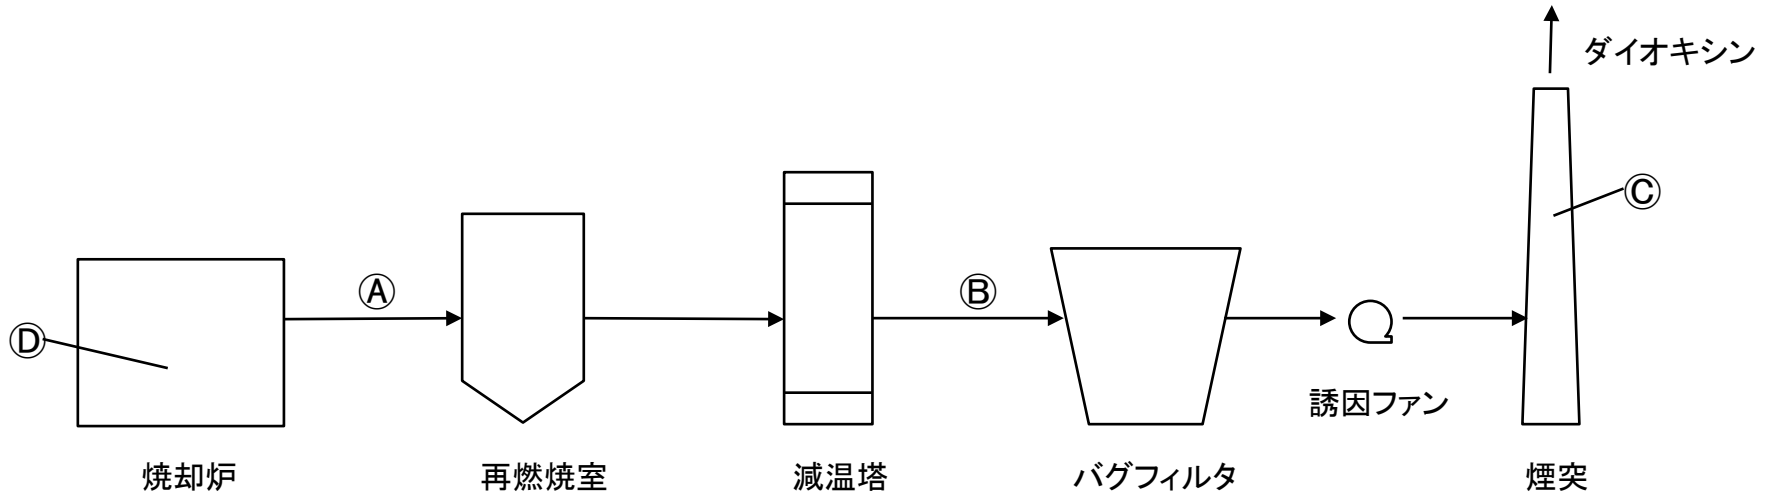 ダイオキシン
Ⓐ
Ⓑ
Ⓒ
Ⓓ
誘因ファン
焼却炉
再燃焼室
減温塔
バグフィルタ
煙突